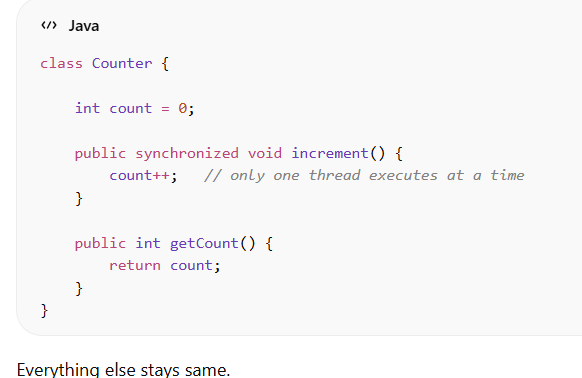 </> Java
class Counter {
int count = 0;
public synchronized void increment() {
count++;   // only one thread executes at a time
}
public int getCount() {
return count;
}
}
Everything else stays same.